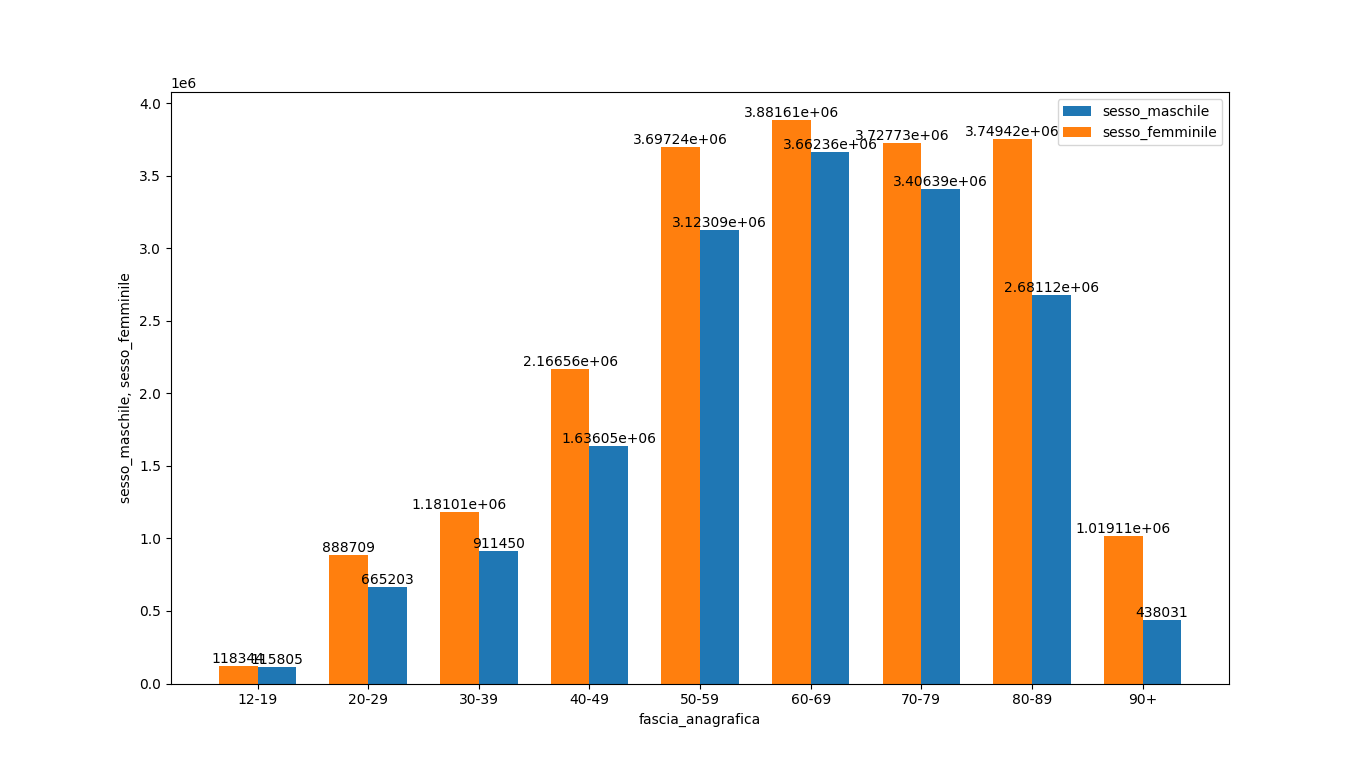 1e6
sesso_maschile
sesso_femminile
4.0
3.5
3.0
2.5
2.0
1.5
1.0
0.5
0.0
sesso_maschile, sesso_femminile
118344
115805
888709
665203
1.18101e+06
911450
2.16656e+06
1.63605e+06
3.69724e+06
3.12309e+06
3.88161e+06
3.66236e+06
3.72773e+06
3.40639e+06
3.74942e+06
2.68112e+06
1.01911e+06
438031
12-19 20-29 30-39 40-49 50-59 60-69 70-79 80-89 90+
fascia_anagrafica